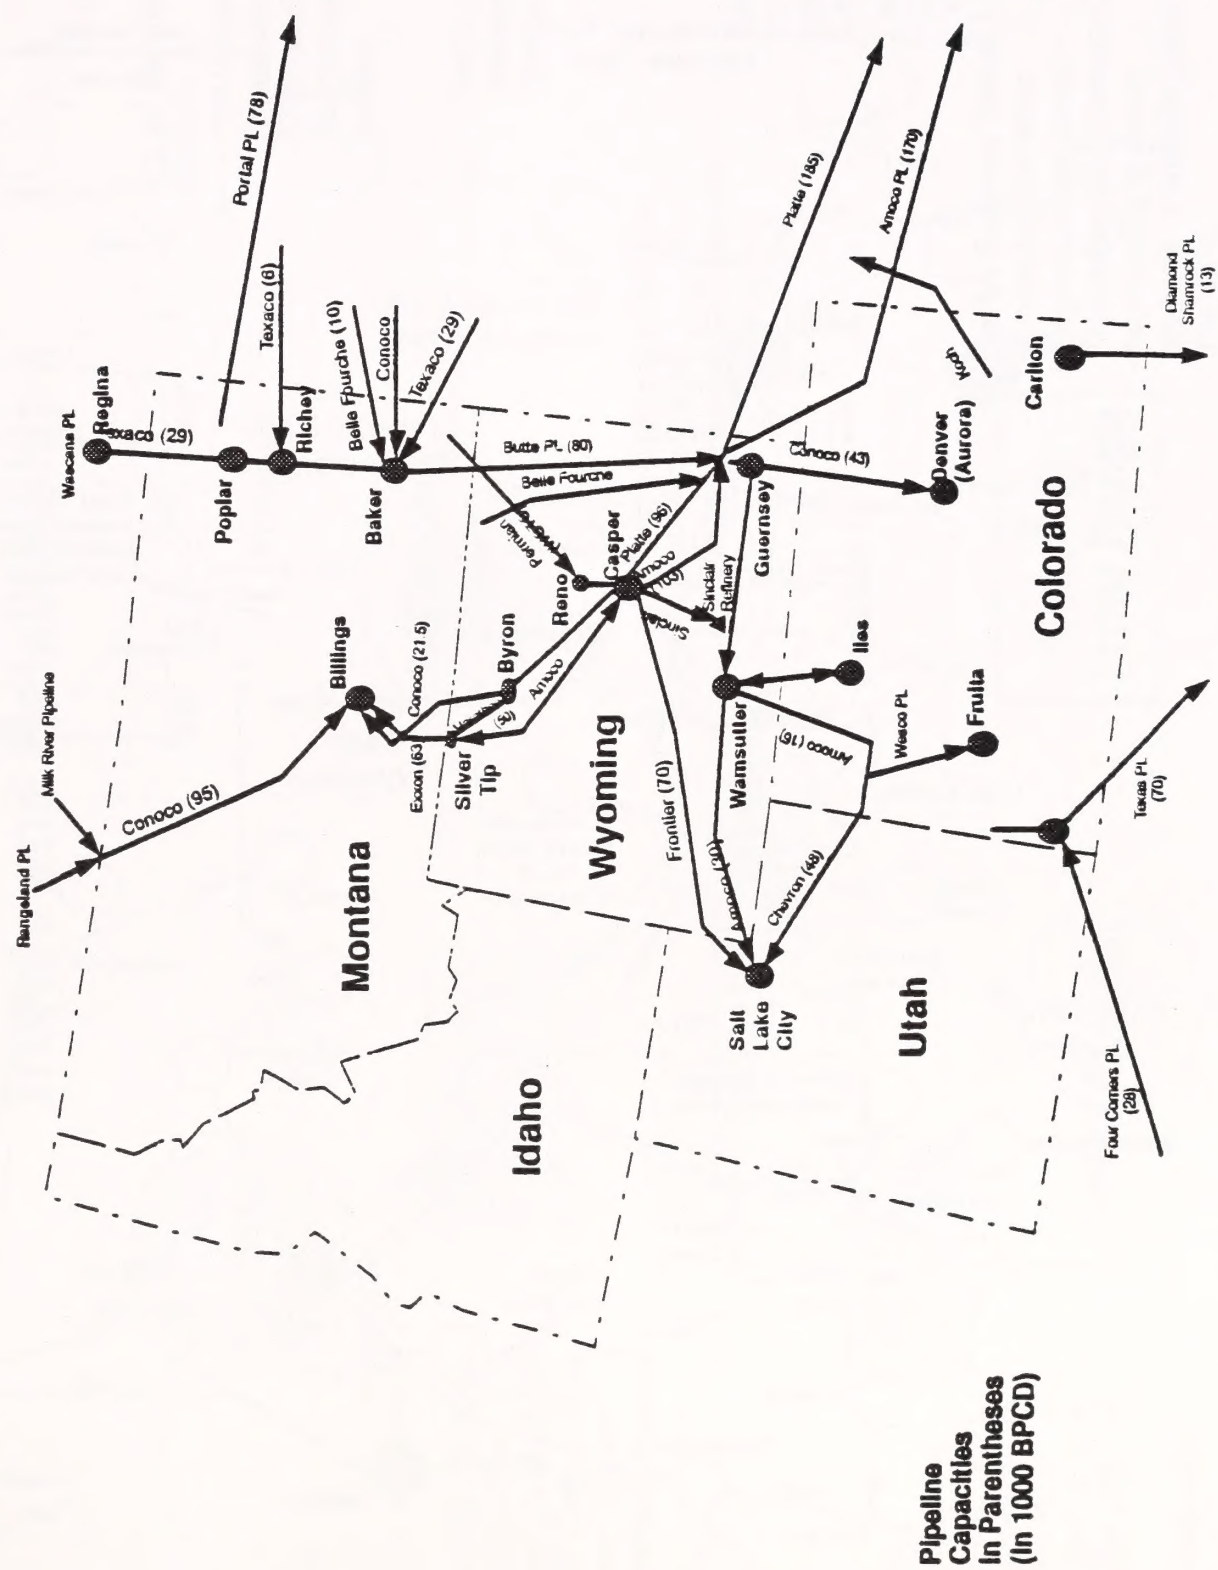 Rangeland PL
Milk River Pipeline
Conoco (95)
Wascana PL
Regina
(29)
Poplar
Portal PL (78)
Texaco (6)
Richey
Belle Fourche (10)
Conoco
Texaco (29)
Baker
Billings
Exxon (63
Conoco (21.5)
Silver
Tip
(50)
Byron
Amoco
Montana
Idaho
Wyoming
Butte PL (80)
Belle Fourche
Permian
Reno
Casper
Platte (96)
Amoco
Sinclair
Sinclair
Refinery
Guernsey
Platte (185)
Amoco PL (170)
Frontier (70)
Wamsutter
Amoco (30)
Chevron (48)
Amoco (16)
Wesco PL
Iles
Fruita
Salt
Lake
City
Utah
Colorado
Conoco (43)
Denver
(Aurora)
Koch
Carlton
Diamond
Shamrock PL
(13)
Texas PL
(70)
Four Corners PL
(28)
Pipeline
Capacities
In Parentheses
(In 1000 BPCD)